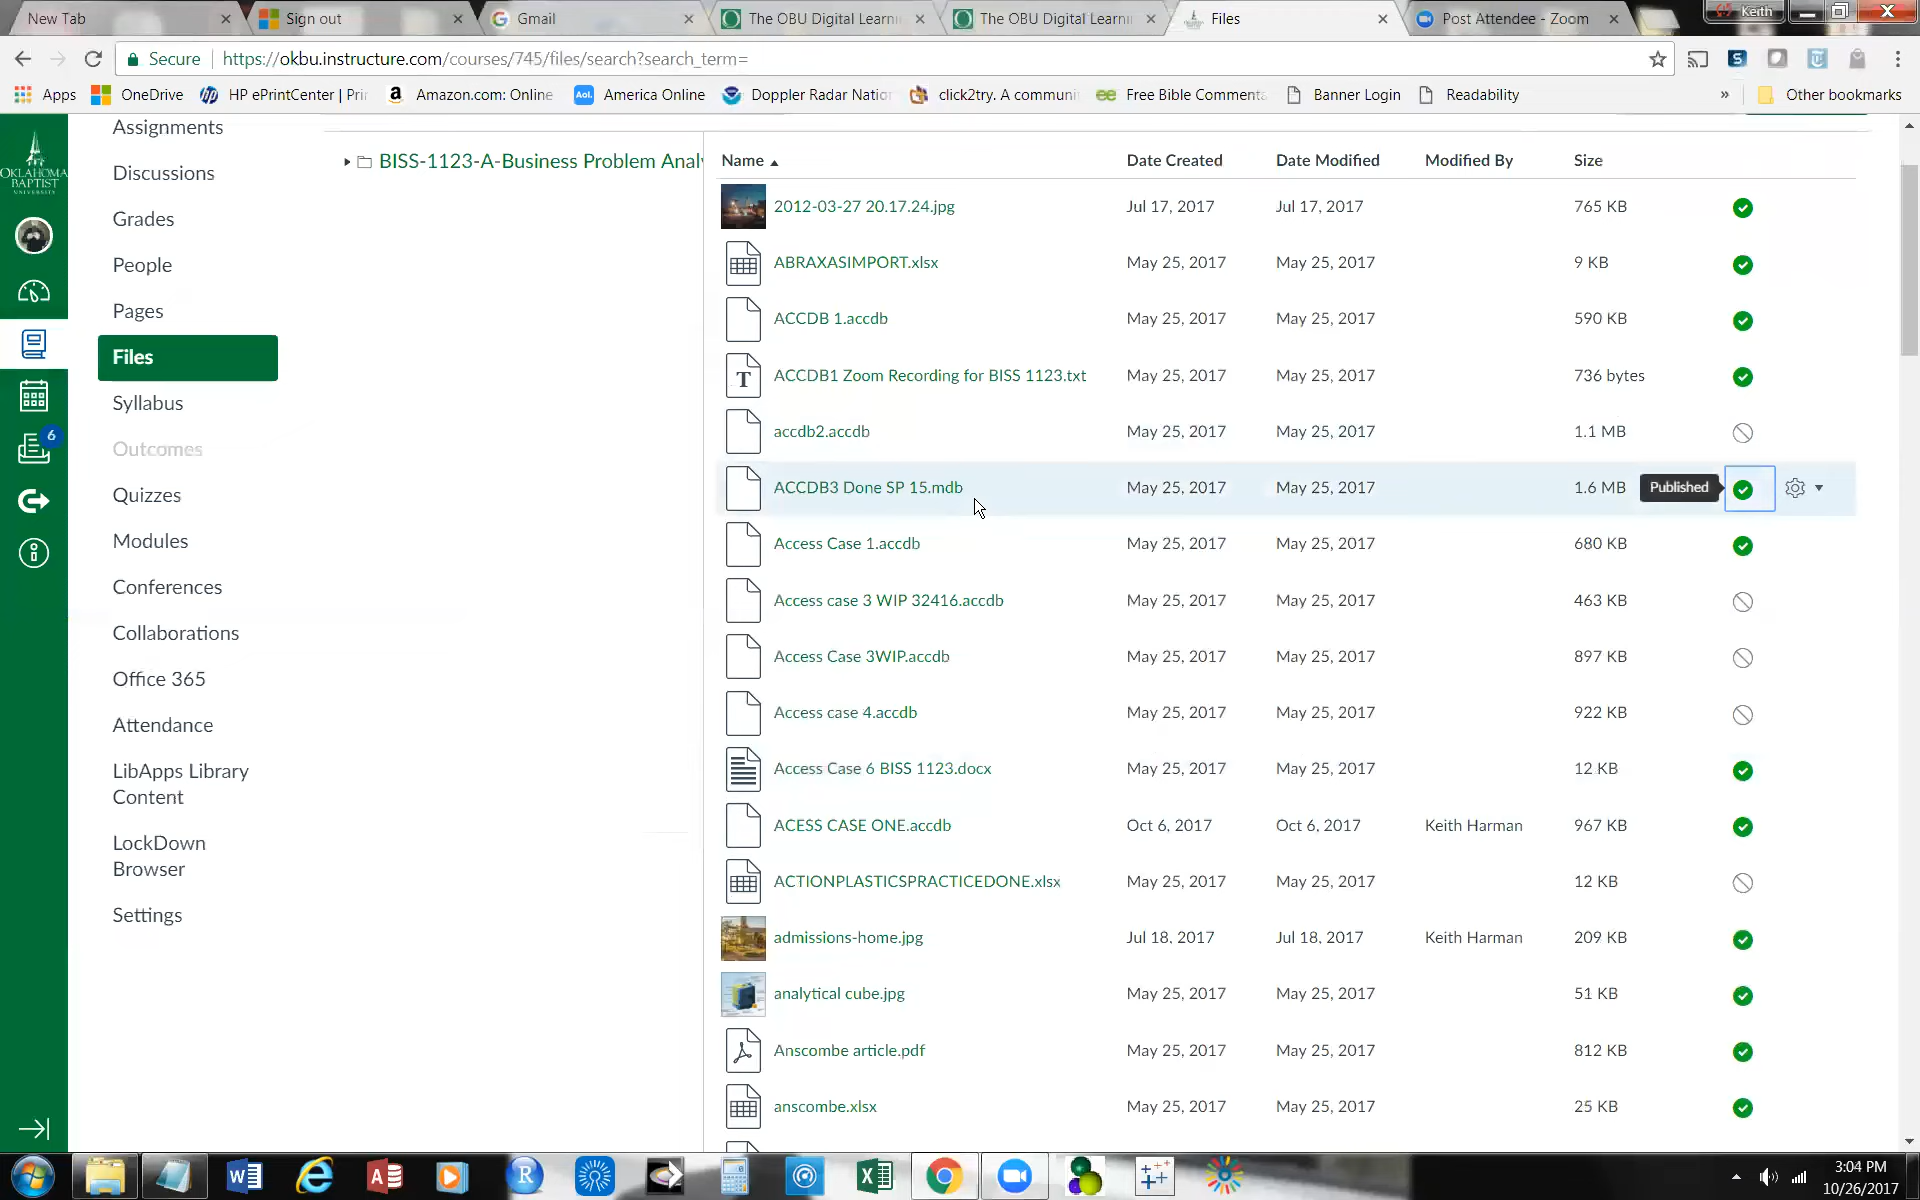 New Tab
Sign out
Gmail
The OBU Digital Learni
The OBU Digital Learni
Files
Post Attendee - Zoom
Keith
Secure
https://okbu.instructure.com/courses/745/files/search?search_term=
Apps
OneDrive
HP ePrintCenter | Pri
Amazon.com: Online
Aol.
America Online
Doppler Radar Natio
click2try. A communi
Free Bible Commenta
Banner Login
Readability
»
Other bookmarks
OKLAHOMA
BAPTIST
UNIVERSITY
6
Assignments
Discussions
Grades
People
Pages
Files
Syllabus
Outcomes
Quizzes
Modules
Conferences
Collaborations
Office 365
Attendance
LibApps Library
Content
LockDown
Browser
Settings
BISS-1123-A-Business Problem Analy
Name Date Created Date Modified Modified By Size
2012-03-27 20.17.24.jpg Jul 17, 2017 Jul 17, 2017 765 KB
ABRAXASIMPORT.xlsx May 25, 2017 May 25, 2017 9 KB
ACCDB 1.accdb May 25, 2017 May 25, 2017 590 KB
ACCDB1 Zoom Recording for BISS 1123.txt May 25, 2017 May 25, 2017 736 bytes
accdb2.accdb May 25, 2017 May 25, 2017 1.1 MB
ACCDB3 Done SP 15.mdb May 25, 2017 May 25, 2017 1.6 MB Published
Access Case 1.accdb May 25, 2017 May 25, 2017 680 KB
Access case 3 WIP 32416.accdb May 25, 2017 May 25, 2017 463 KB
Access Case 3WIP.accdb May 25, 2017 May 25, 2017 897 KB
Access case 4.accdb May 25, 2017 May 25, 2017 922 KB
Access Case 6 BISS 1123.docx May 25, 2017 May 25, 2017 12 KB
ACESS CASE ONE.accdb Oct 6, 2017 Oct 6, 2017 Keith Harman 967 KB
ACTIONPLASTICSPRACTICEDONE.xlsx May 25, 2017 May 25, 2017 12 KB
admissions-home.jpg Jul 18, 2017 Jul 18, 2017 Keith Harman 209 KB
analytical cube.jpg May 25, 2017 May 25, 2017 51 KB
Anscombe article.pdf May 25, 2017 May 25, 2017 812 KB
anscombe.xlsx May 25, 2017 May 25, 2017 25 KB
3:04 PM
10/26/2017